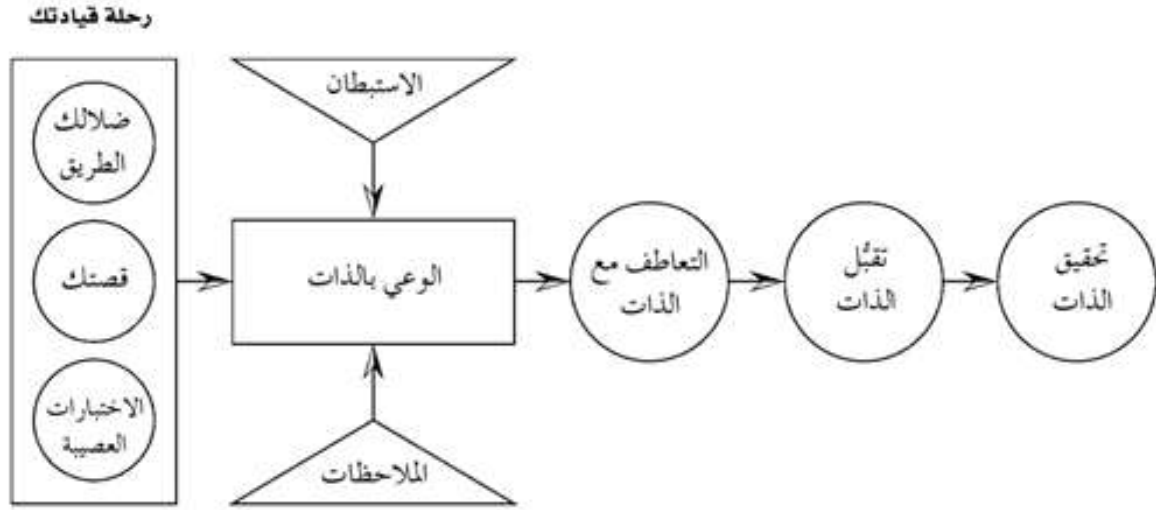 رحلة قيادتك
ضلالك
الطريق
قصتك
الاختبارات
العصيبة
الاستبطان
الوعي بالذات
الملاحظات
التعاطف مع
الذات
تقبُّل
الذات
تحقيق
الذات